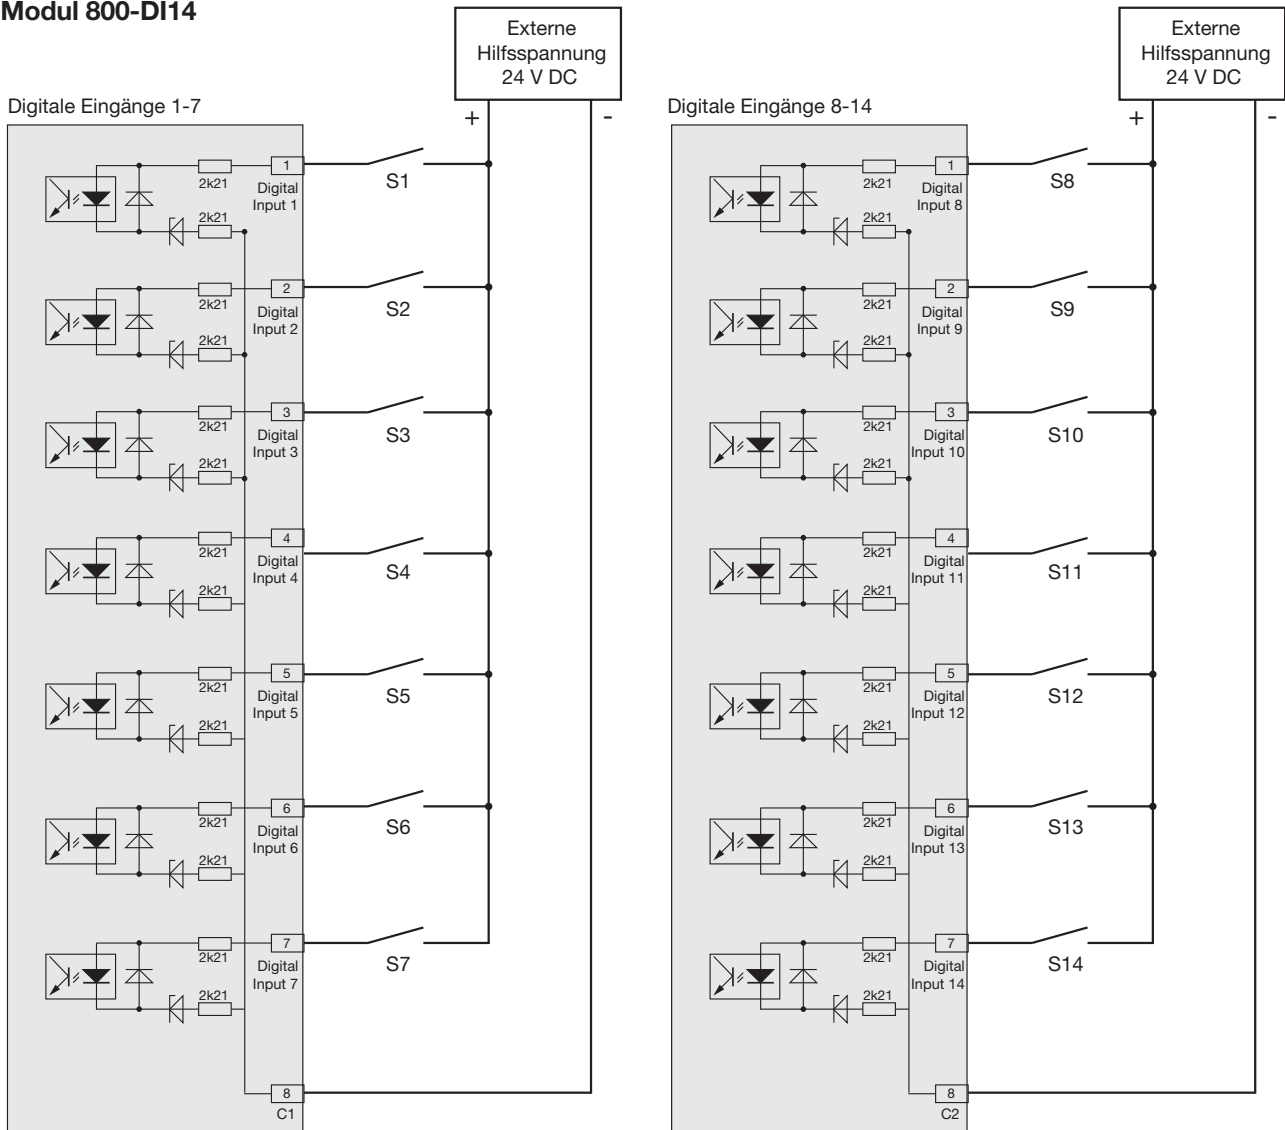 Modul 800-DI14
Externe
Hilfsspannung
24 V DC
+
-
Digitale Eingänge 1-7
2k21
1
Digital
Input 1
2k21
S1
2k21
2
Digital
Input 2
2k21
S2
2k21
3
Digital
Input 3
2k21
S3
2k21
4
Digital
Input 4
2k21
S4
2k21
5
Digital
Input 5
2k21
S5
2k21
6
Digital
Input 6
2k21
S6
2k21
7
Digital
Input 7
2k21
S7
8
C1
Externe
Hilfsspannung
24 V DC
+
-
Digitale Eingänge 8-14
2k21
1
Digital
Input 8
2k21
S8
2k21
2
Digital
Input 9
2k21
S9
2k21
3
Digital
Input 10
2k21
S10
2k21
4
Digital
Input 11
2k21
S11
2k21
5
Digital
Input 12
2k21
S12
2k21
6
Digital
Input 13
2k21
S13
2k21
7
Digital
Input 14
2k21
S14
8
C2